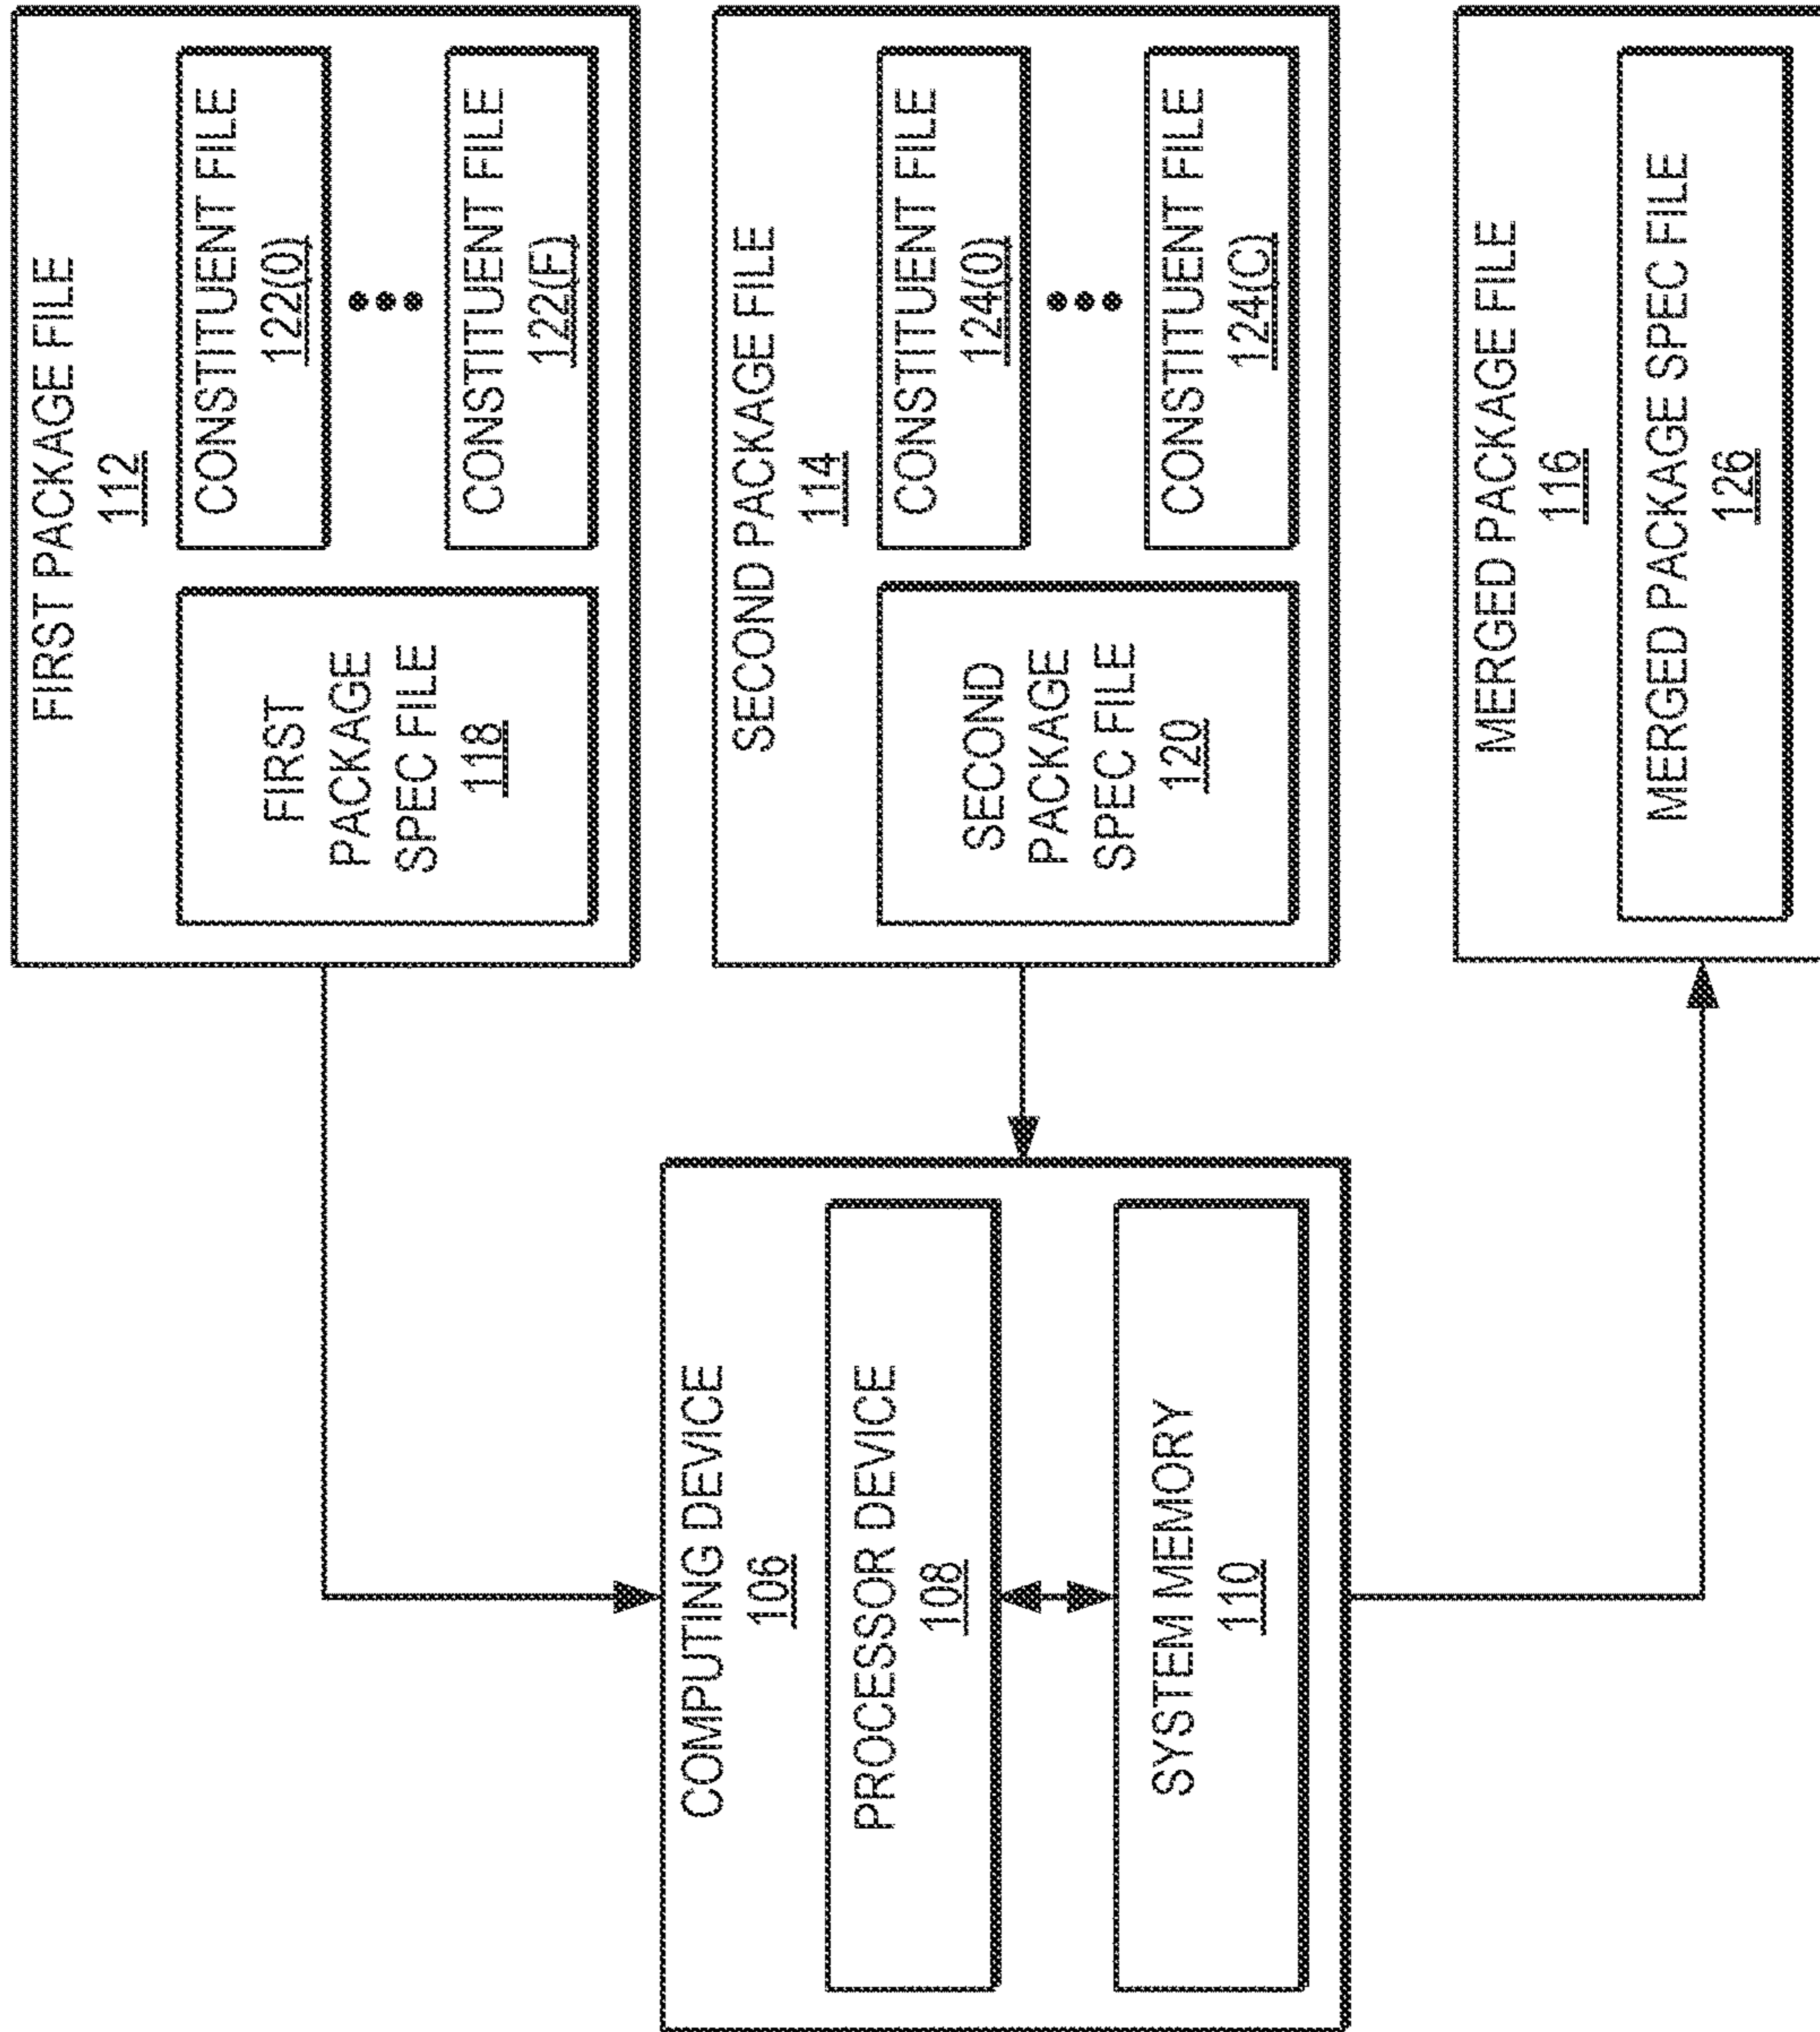 FIRST PACKAGE FILE
112
FIRST
PACKAGE
SPEC FILE
118
CONSTITUENT FILE
122(0)
•••
CONSTITUENT FILE
122(F)
SECOND PACKAGE FILE
114
SECOND
PACKAGE
SPEC FILE
120
CONSTITUENT FILE
124(0)
•••
CONSTITUENT FILE
124(C)
COMPUTING DEVICE
106
PROCESSOR DEVICE
108
SYSTEM MEMORY
110
MERGED PACKAGE FILE
116
MERGED PACKAGE SPEC FILE
126